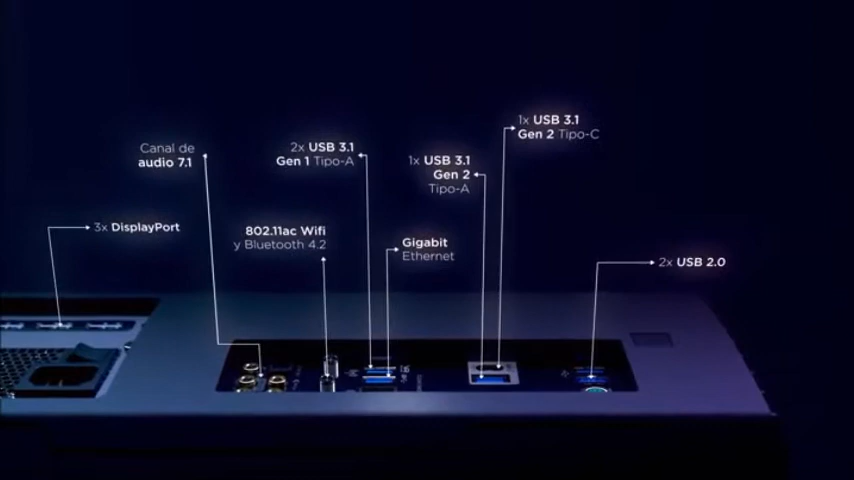 1x USB 3.1
Gen 2 Tipo-C
Canal de
audio 7.1
2x USB 3.1
Gen 1 Tipo-A
1x USB 3.1
Gen 2
Tipo-A
3x DisplayPort
802.11ac Wifi
y Bluetooth 4.2
Gigabit
Ethernet
2x USB 2.0